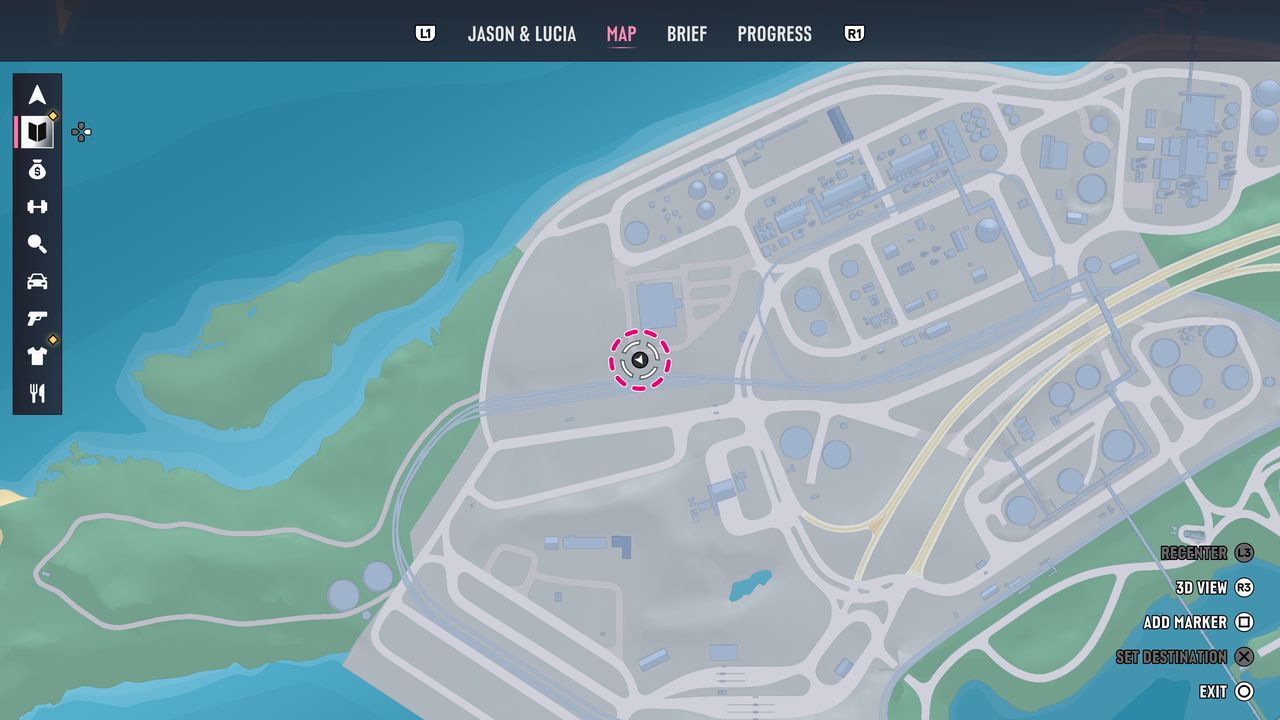 L1 JASON & LUCIA MAP BRIEF PROGRESS R1
$
RECENTER L3
3D VIEW R3
ADD MARKER
SET DESTINATION
EXIT